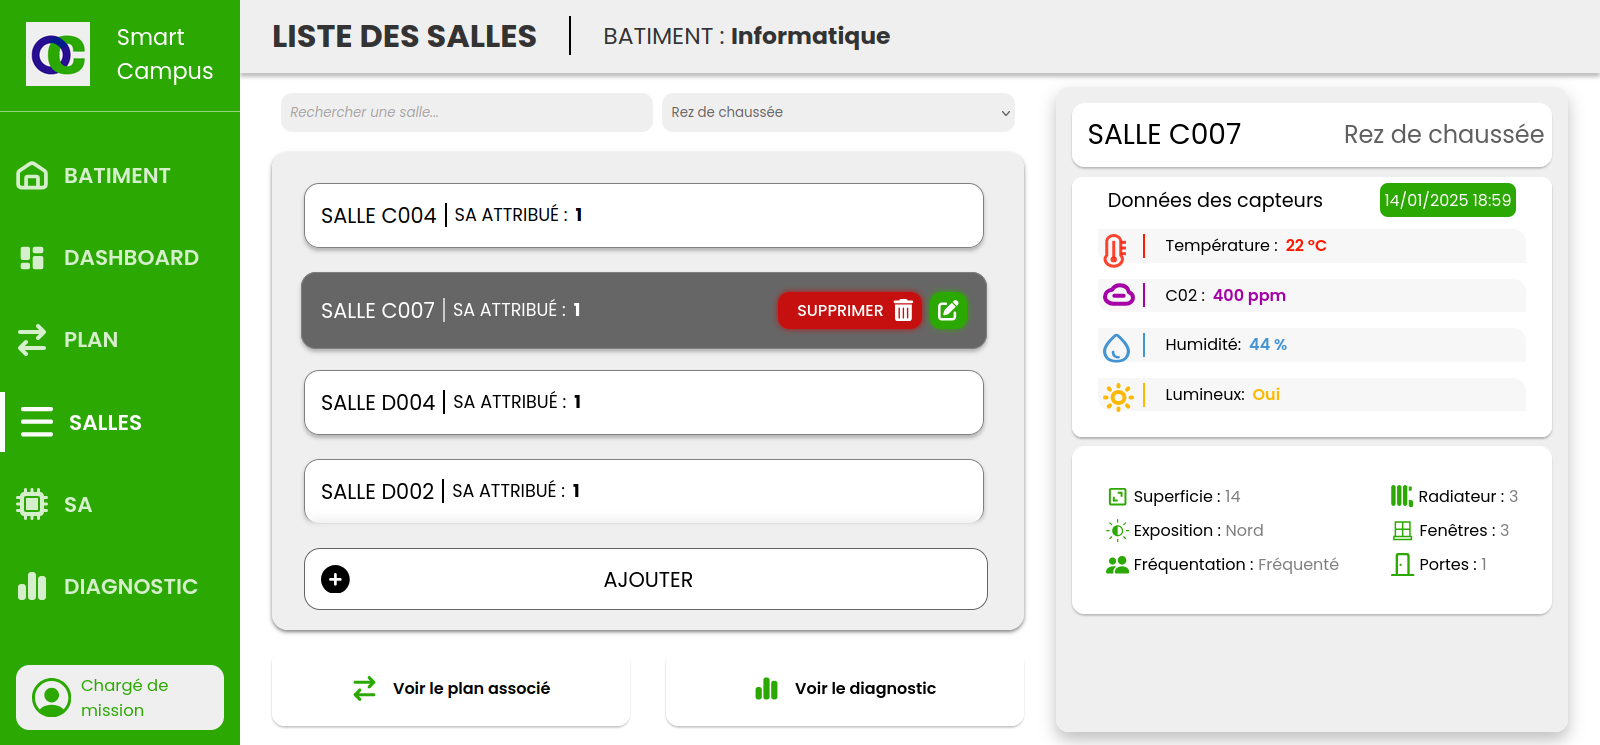 Smart
Campus
BATIMENT
DASHBOARD
PLAN
SALLES
SA
DIAGNOSTIC
Chargé de
mission
LISTE DES SALLES
BATIMENT : Informatique
Rechercher une salle...
Rez de chaussée
SALLE C004 SA ATTRIBUÉ : 1
SALLE C007 SA ATTRIBUÉ : 1 SUPPRIMER
SALLE D004 SA ATTRIBUÉ : 1
SALLE D002 SA ATTRIBUÉ : 1
AJOUTER
Voir le plan associé
Voir le diagnostic
SALLE C007 Rez de chaussée
Données des capteurs 14/01/2025 18:59
Température : 22 °C
C02 : 400 ppm
Humidité: 44 %
Lumineux: Oui
Superficie : 14 Radiateur : 3
Exposition : Nord Fenêtres : 3
Fréquentation : Fréquenté Portes : 1